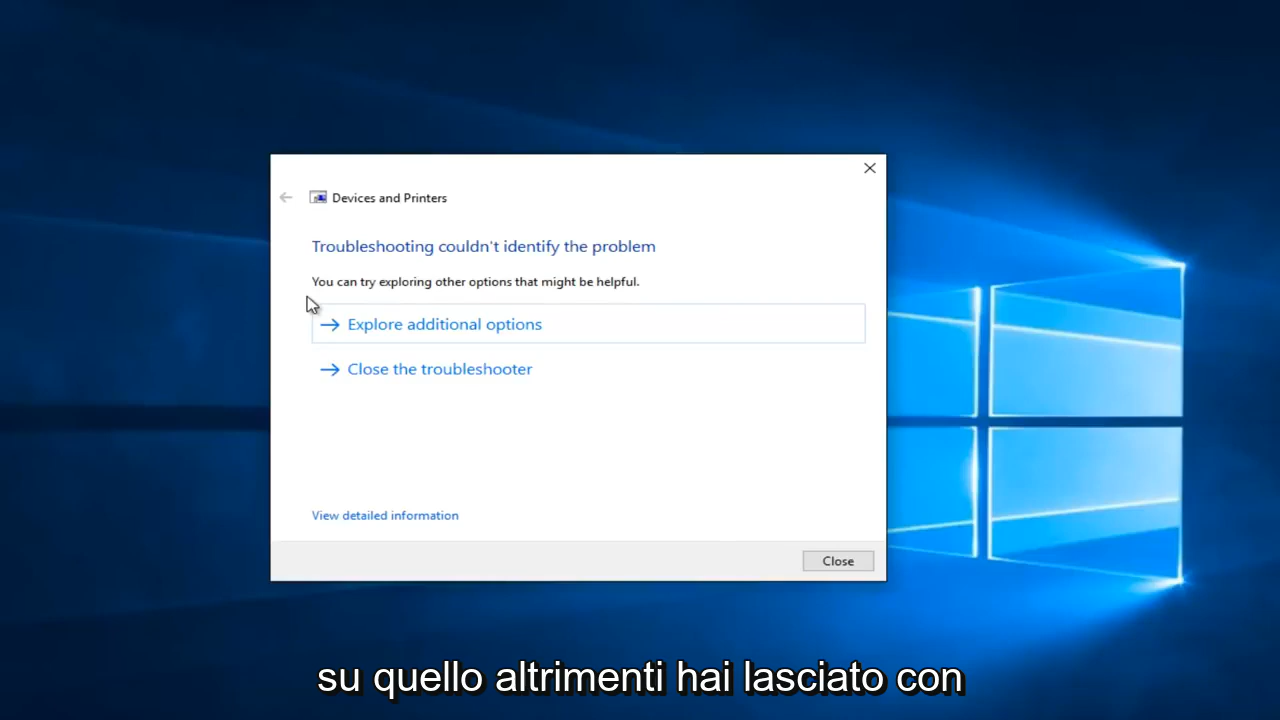 Devices and Printers
Troubleshooting couldn't identify the problem
You can try exploring other options that might be helpful.
Explore additional options
Close the troubleshooter
View detailed information
Close
su quello altrimenti hai lasciato con